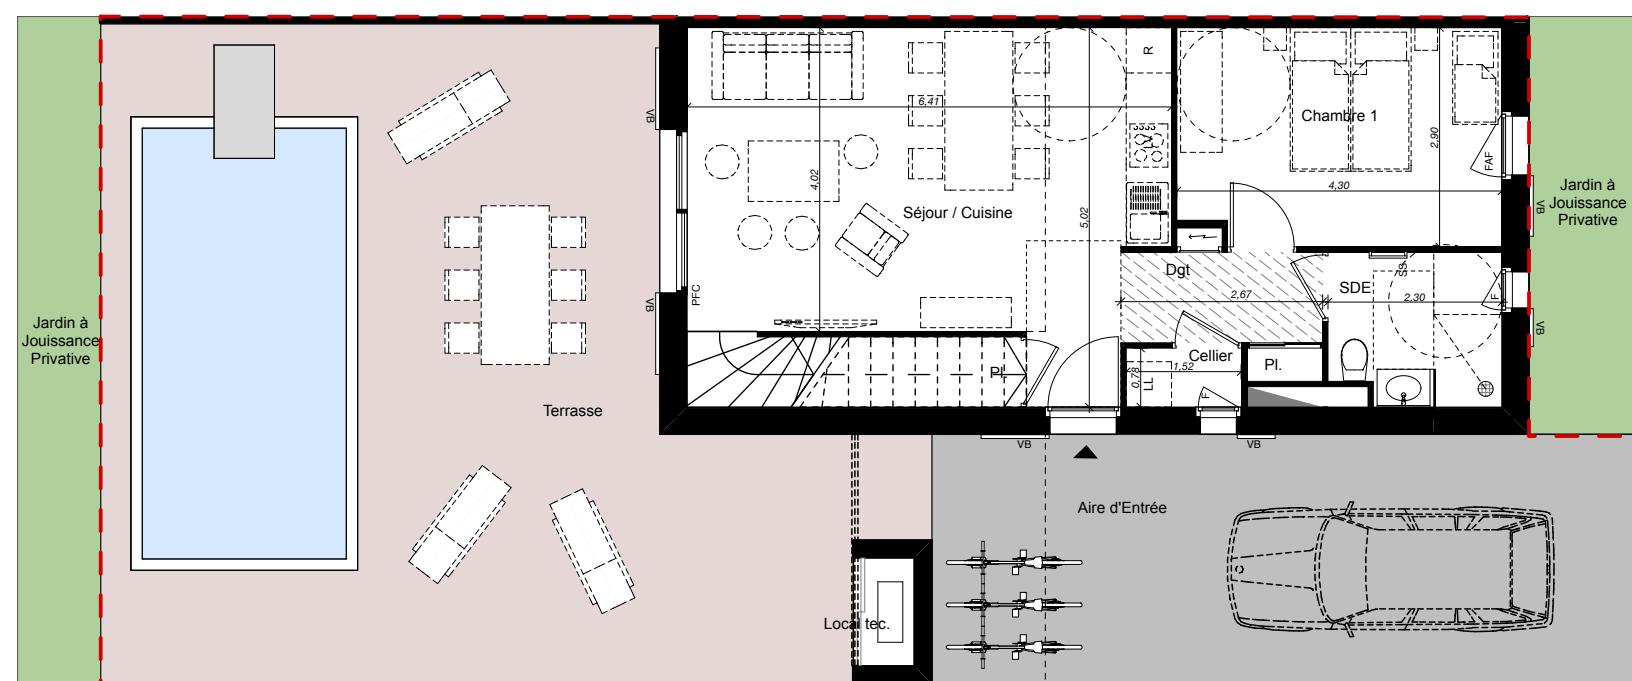 VB
R
6,41
Chambre 1
2,90
FAF
4,02
LV
4,30
Jardin à
Jouissance
Privative
VB
Séjour / Cuisine
5,02
Dgt
SS
SDE
PFC
VB
2,67
2,30
F
Jardin à
Jouissance
Privative
VB
Cellier
Pl.
0,78
LL
1,52
Pl.
F
Terrasse
VB
VB
Aire d'Entrée
Local tec.